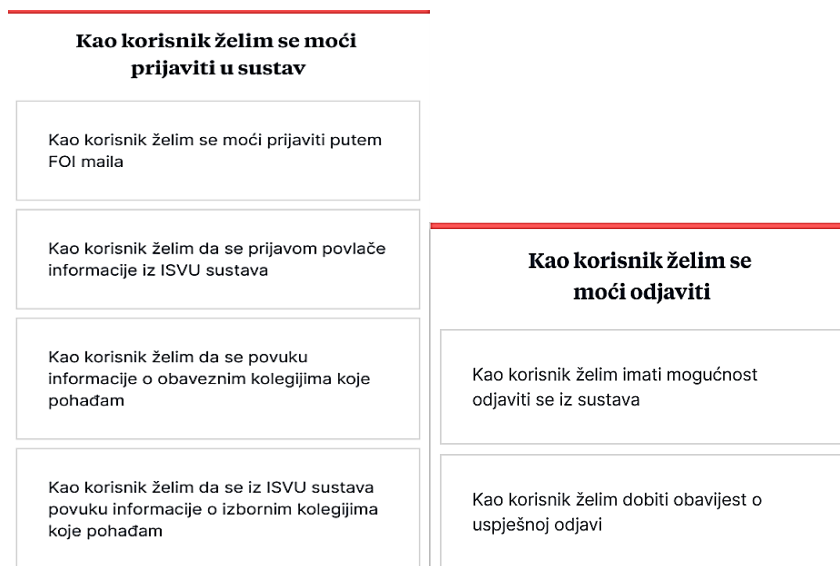 Kao korisnik želim se moći
prijaviti u sustav
Kao korisnik želim se moći prijaviti putem
FOI maila
Kao korisnik želim da se prijavom povlače
informacije iz ISVU sustava
Kao korisnik želim da se povuku
informacije o obaveznim kolegijima koje
pohađam
Kao korisnik želim da se iz ISVU sustava
povuku informacije o izbornim kolegijima
koje pohađam
Kao korisnik želim se
moći odjaviti
Kao korisnik želim imati mogućnost
odjaviti se iz sustava
Kao korisnik želim dobiti obavijest o
uspješnoj odjavi